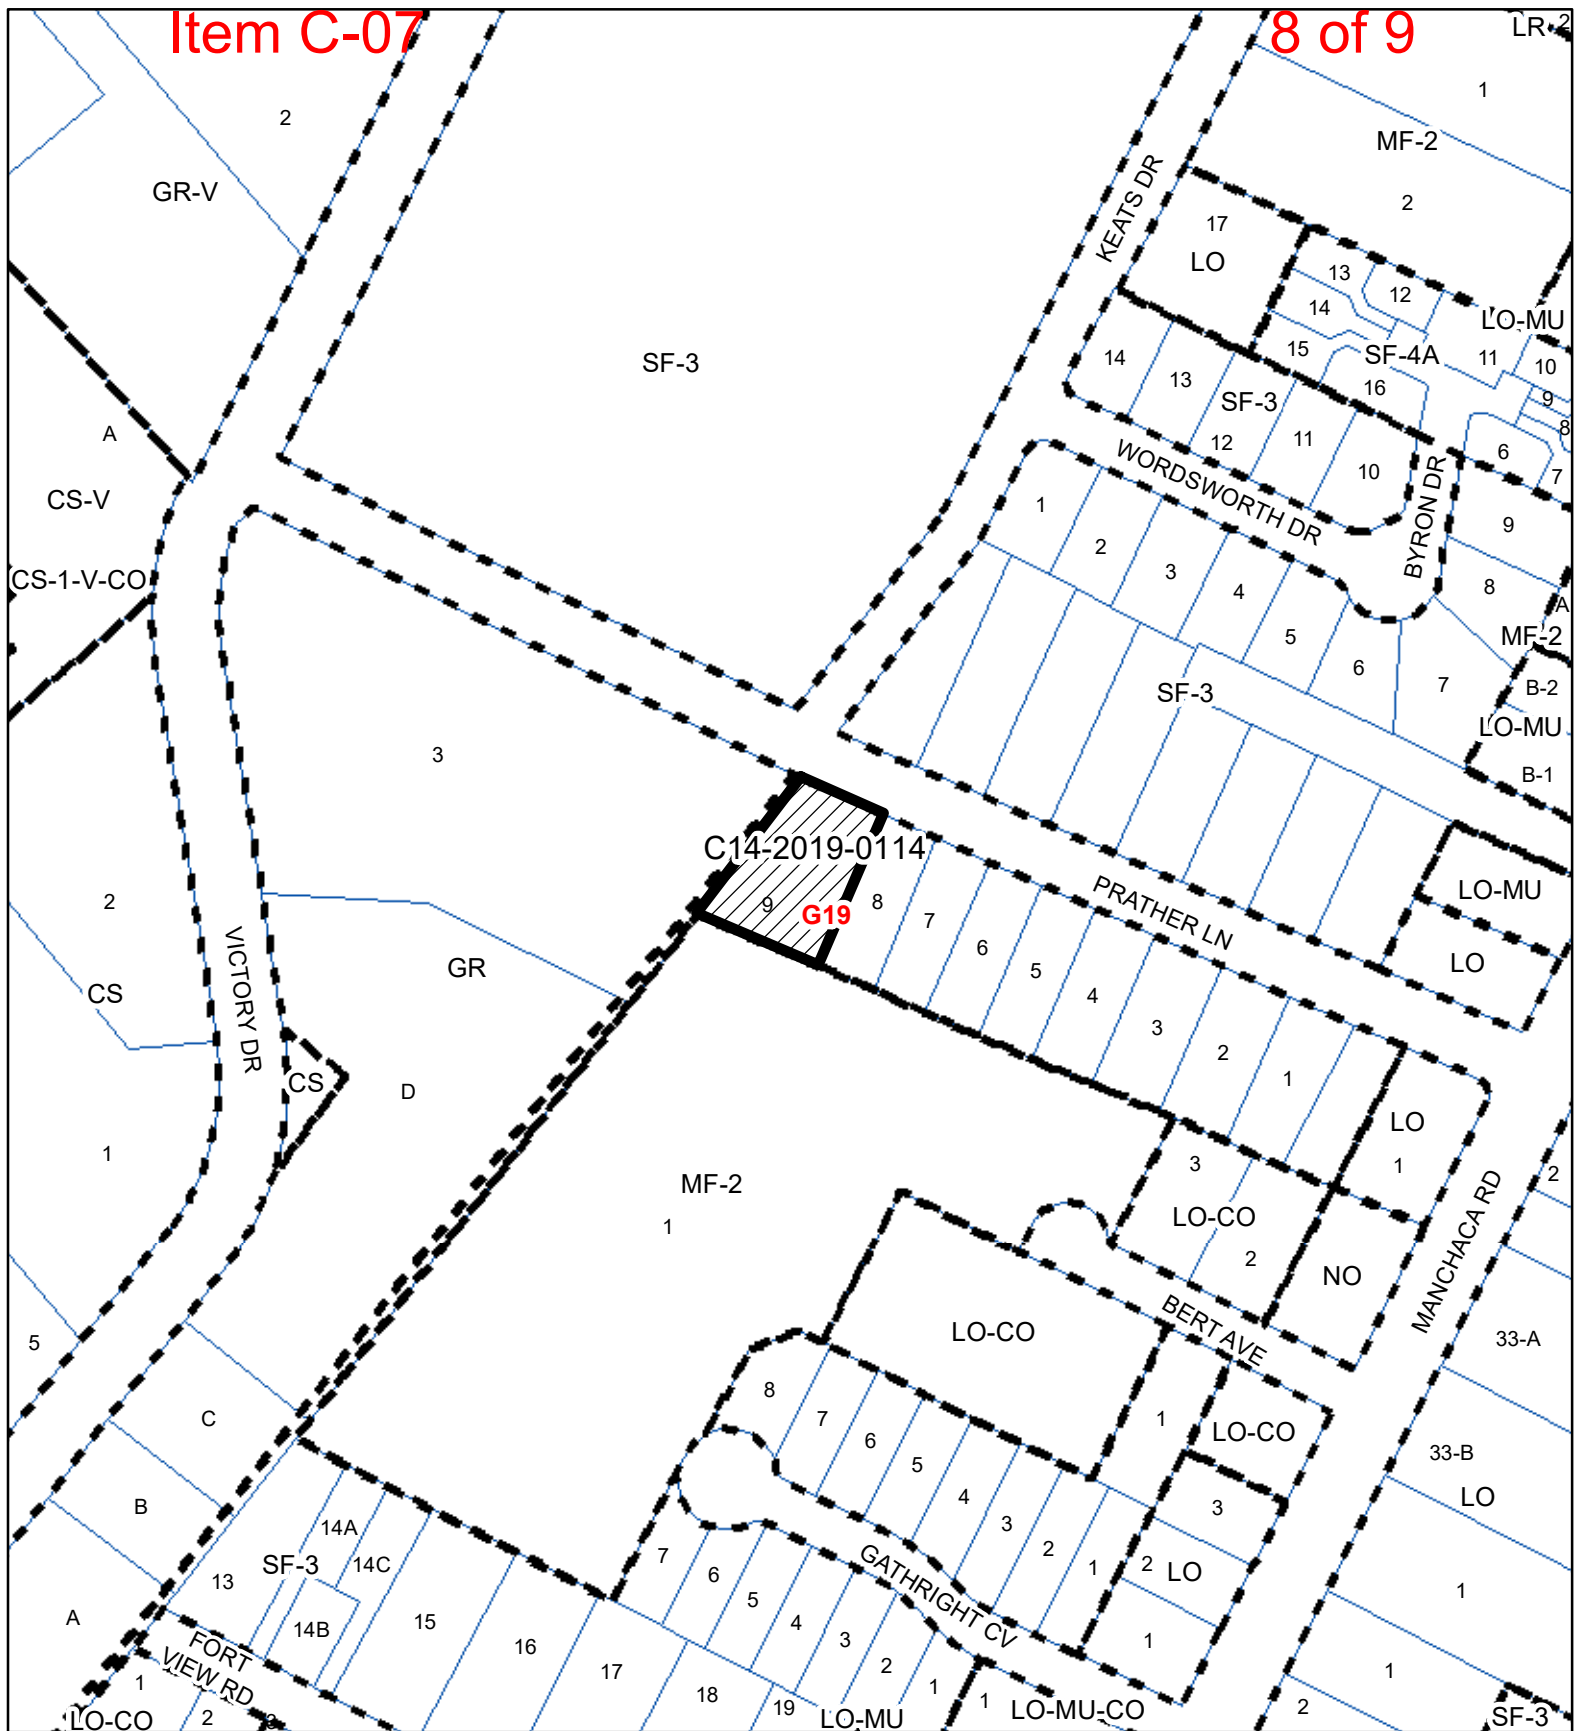 Item C-07
8 of 9
LR
2
2
1
MF-2
GR-V
2
KEATS DR
17
LO
13
12
14
LO-MU
SF-3
15
SF-4A
11
10
14
13
16
9
SF-3
8
A
12
11
6
10
7
CS-V
WORDSWORTH DR
BYRON DR
1
9
2
3
CS-1-V-CO
4
8
A
5
MF-2
6
7
B-2
SF-3
LO-MU
3
B-1
C14-2019-0114
9
G19
8
7
6
5
4
3
2
1
PRATHER LN
LO-MU
LO
2
CS
VICTORY DR
GR
CS
D
1
LO
1
3
2
MF-2
1
LO-CO
2
NO
MANCHACA RD
BERT AVE
LO-CO
33-A
5
C
8
7
6
5
4
3
2
1
1
LO-CO
33-B
LO
3
2
LO
1
B
14A
14C
SF-3
13
14B
15
A
GATHRIGHT CV
7
6
5
4
3
2
1
1
16
17
18
19
FORT
VIEW RD
1
1
LO-CO
2
3
LO-MU
1
LO-MU-CO
2
SF-3